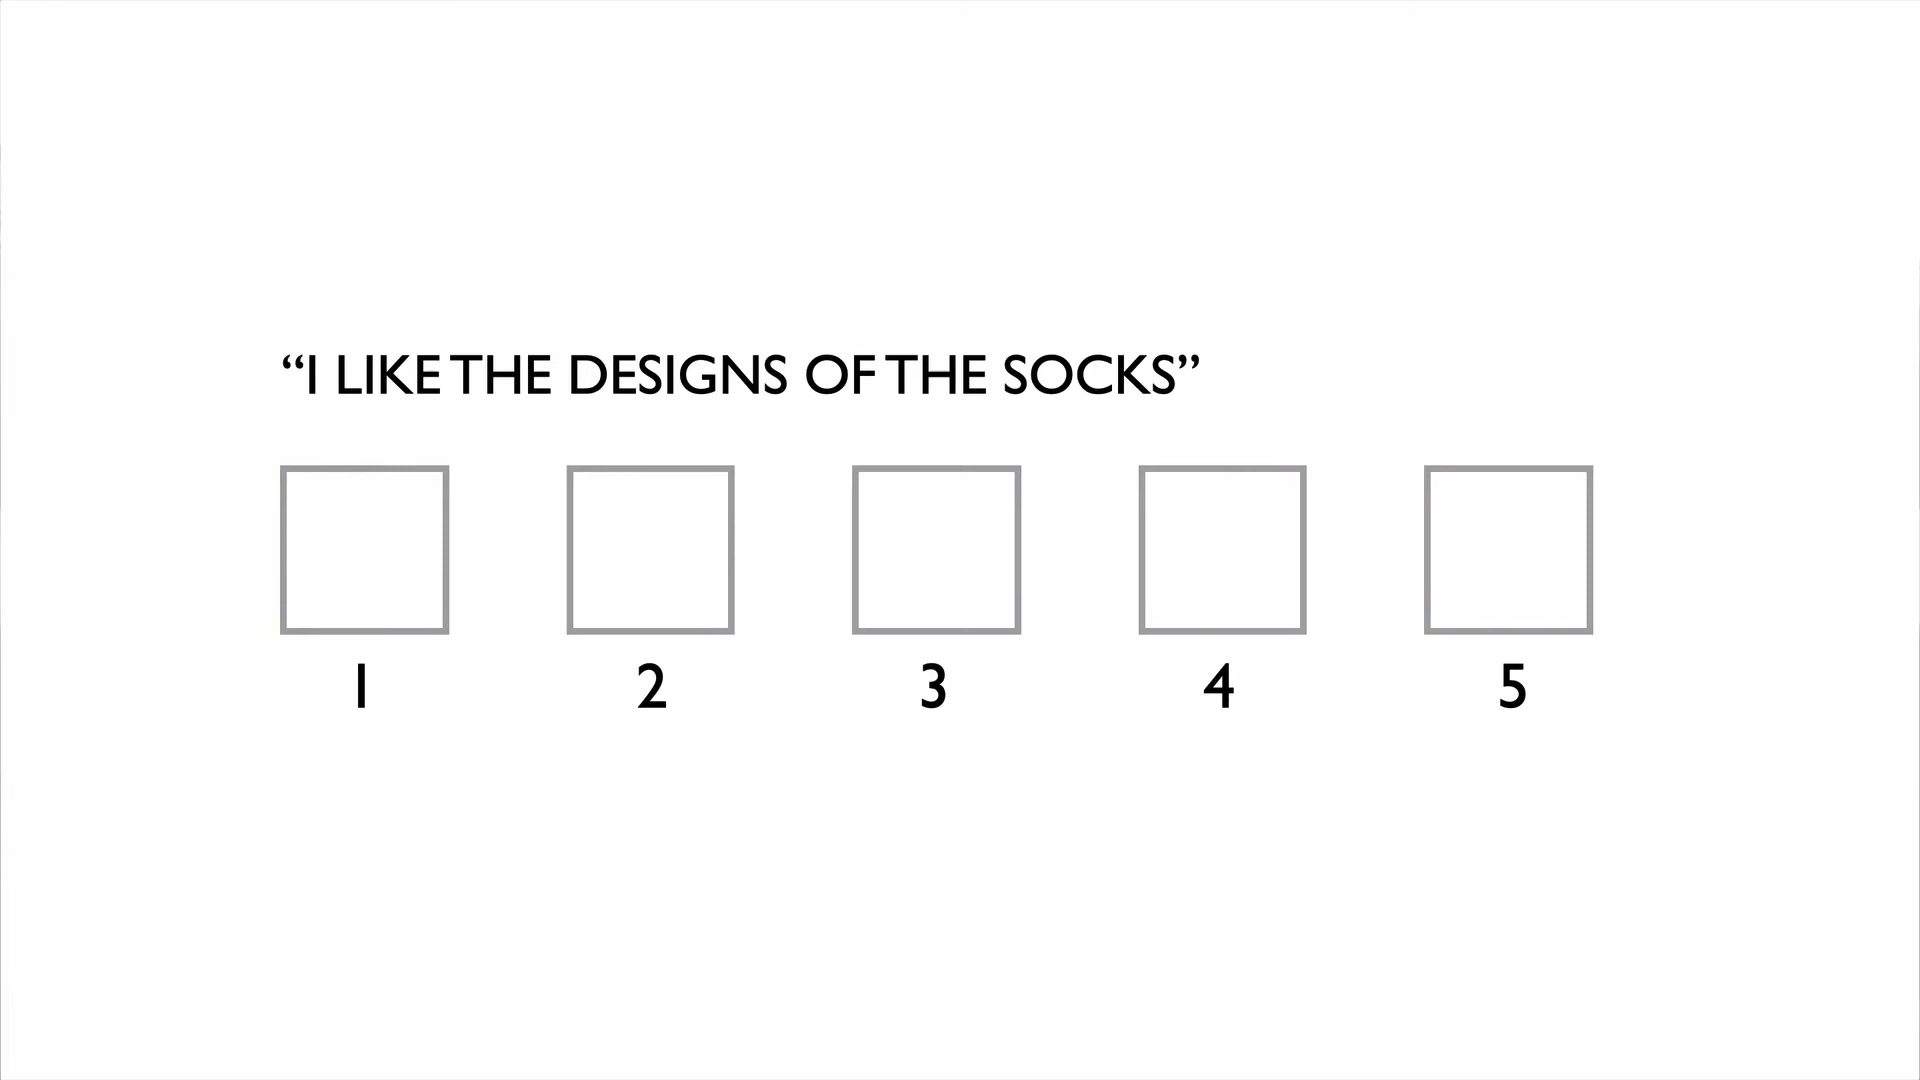 “I LIKE THE DESIGNS OF THE SOCKS”
1 2 3 4 5